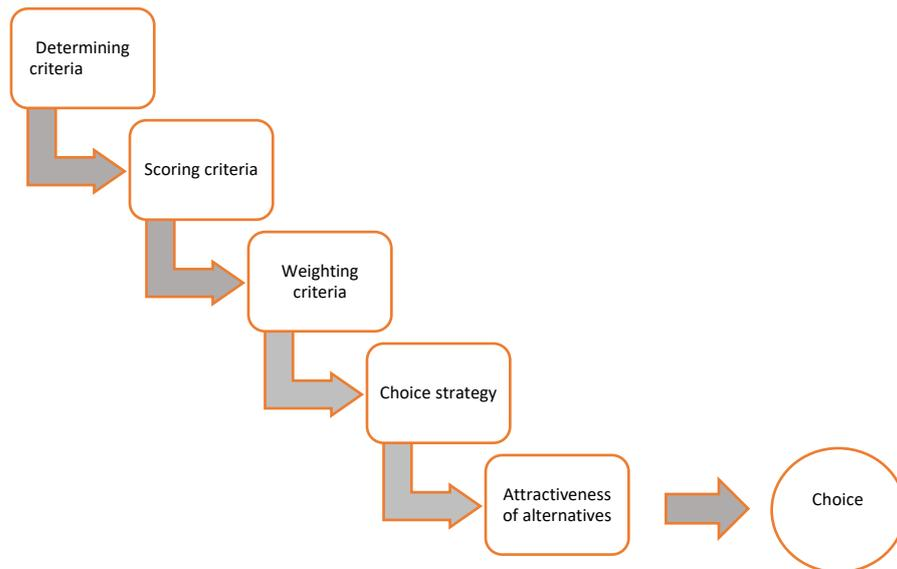 Determining
criteria
Scoring criteria
Weighting
criteria
Choice strategy
Attractiveness
of alternatives
Choice